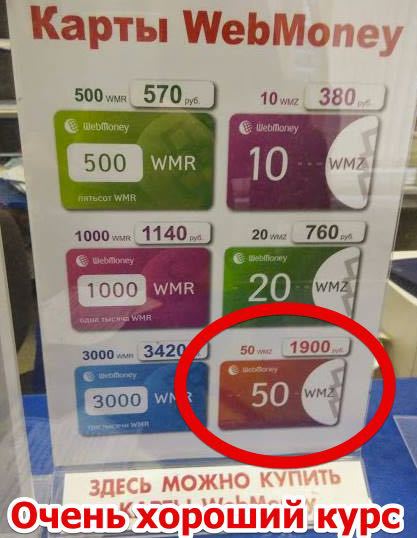 Карты WebMoney
500 WMR 570 руб.
10 WMZ 380 руб.
WebMoney
500 WMR
ПЯТЬСОТ WMR
WebMoney
10 WMZ
1000 WMR 1140 руб.
20 WMZ 760 руб.
WebMoney
1000 WMR
ОДНА ТЫСЯЧА WMR
WebMoney
20 WMZ
3000 WMR 3420
50 WMZ 1900 руб.
WebMoney
3000 WMR
ТРИ ТЫСЯЧИ WMR
WebMoney
50 WMZ
ЗДЕСЬ МОЖНО КУПИТЬ
КАРТЫ WebMoney
Очень хороший курс